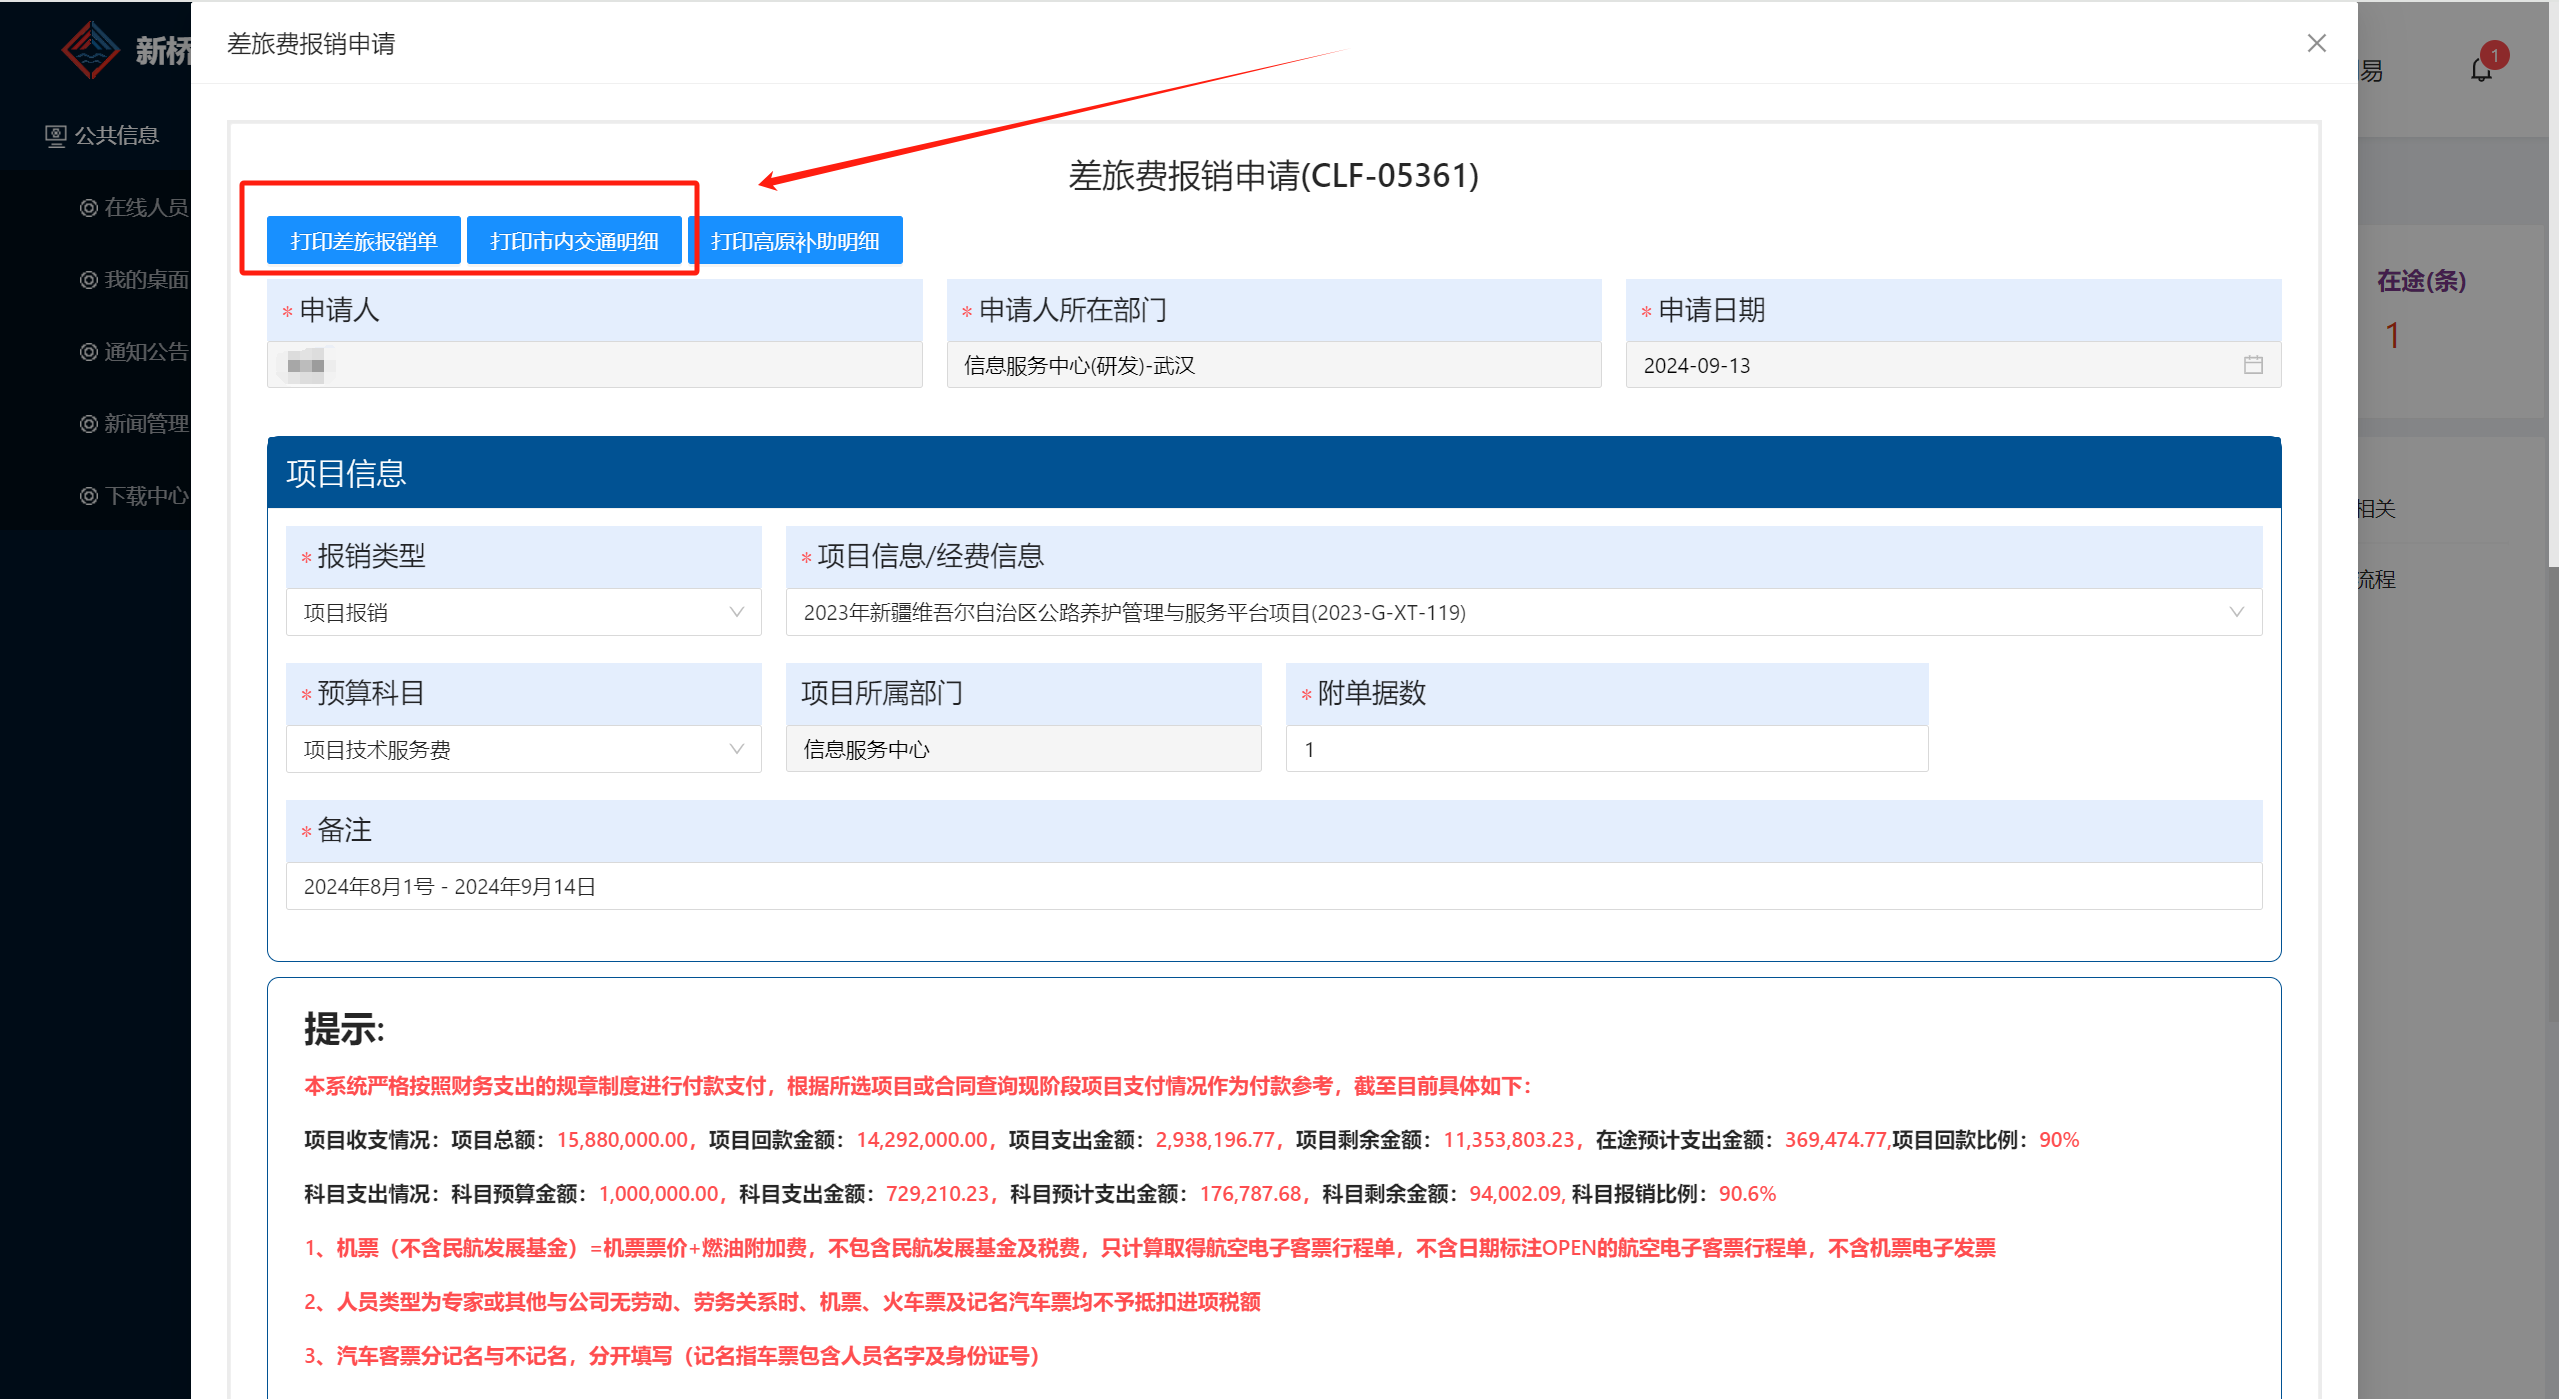 新桥
差旅费报销申请
易
1
公共信息
在线人员
我的桌面
通知公告
新闻管理
下载中心
差旅费报销申请(CLF-05361)
打印差旅报销单 打印市内交通明细 打印高原补助明细
* 申请人 * 申请人所在部门 * 申请日期
信息服务中心(研发)-武汉 2024-09-13
在途(条)
1
相关
流程
项目信息
* 报销类型 * 项目信息/经费信息
项目报销 2023年新疆维吾尔自治区公路养护管理与服务平台项目(2023-G-XT-119)
* 预算科目 项目所属部门 * 附单据数
项目技术服务费 信息服务中心 1
* 备注
2024年8月1号 - 2024年9月14日
提示:
本系统严格按照财务支出的规章制度进行付款支付，根据所选项目或合同查询现阶段项目支付情况作为付款参考，截至目前具体如下：
项目收支情况：项目总额：15,880,000.00，项目回款金额：14,292,000.00，项目支出金额：2,938,196.77，项目剩余金额：11,353,803.23，在途预计支出金额：369,474.77,项目回款比例：90%
科目支出情况：科目预算金额：1,000,000.00，科目支出金额：729,210.23，科目预计支出金额：176,787.68，科目剩余金额：94,002.09, 科目报销比例：90.6%
1、机票（不含民航发展基金）=机票票价+燃油附加费，不包含民航发展基金及税费，只计算取得航空电子客票行程单，不含日期标注OPEN的航空电子客票行程单，不含机票电子发票
2、人员类型为专家或其他与公司无劳动、劳务关系时、机票、火车票及记名汽车票均不予抵扣进项税额
3、汽车客票分记名与不记名，分开填写（记名指车票包含人员名字及身份证号）